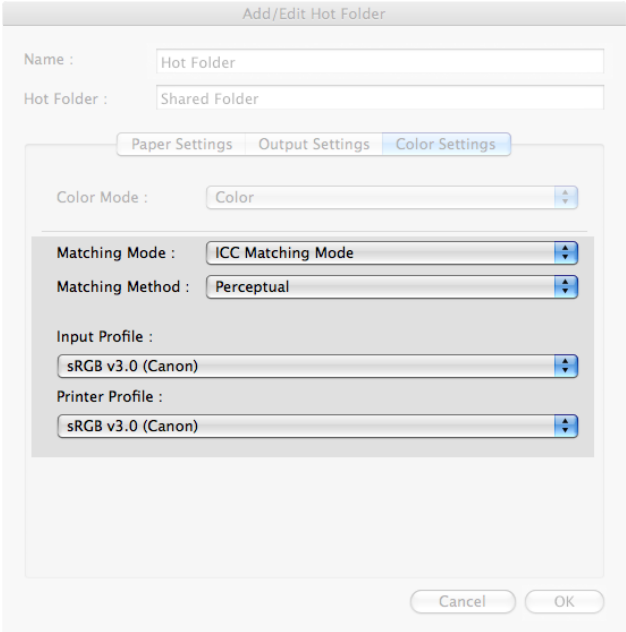 Add/Edit Hot Folder
Name : Hot Folder
Hot Folder : Shared Folder
Paper Settings Output Settings Color Settings
Color Mode : Color
Matching Mode : ICC Matching Mode
Matching Method : Perceptual
Input Profile :
sRGB v3.0 (Canon)
Printer Profile :
sRGB v3.0 (Canon)
Cancel OK